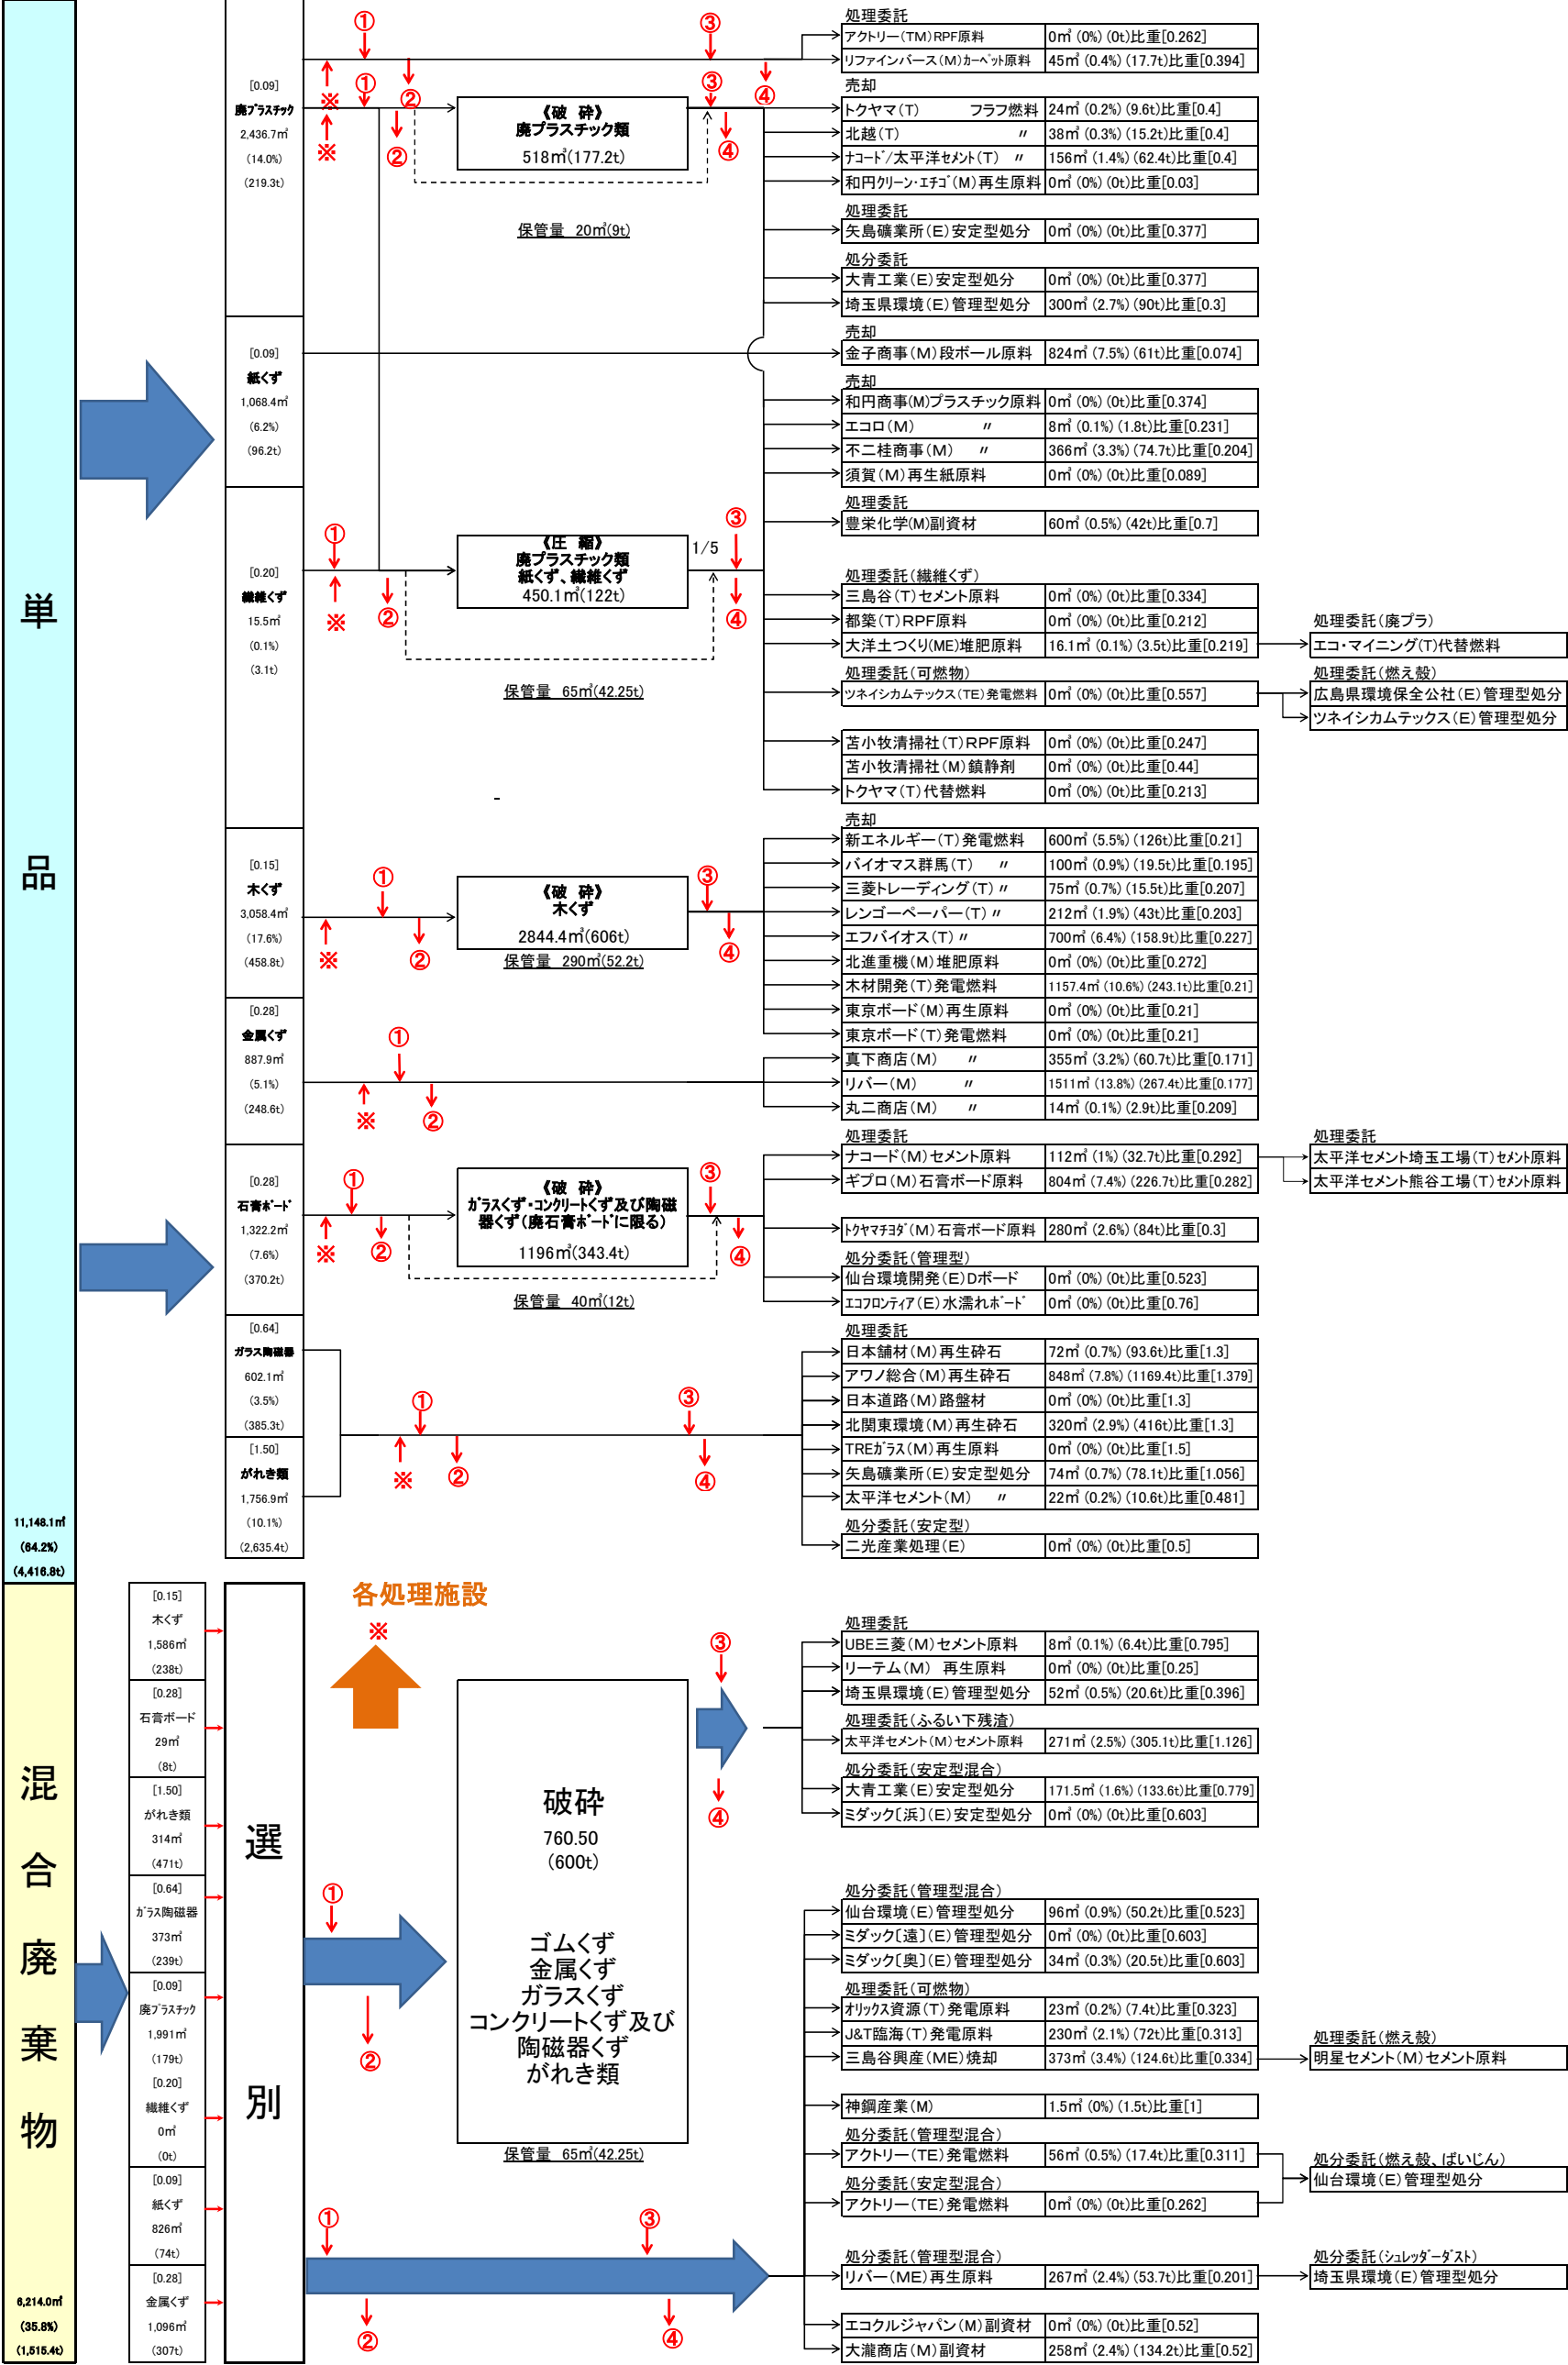 単
品
11,148.1㎥
(64.2%)
(4,416.8t)
混
合
廃
棄
物
6,214.0㎥
(35.8%)
(1,515.4t)
[0.09]
廃プラスチック
2,436.7㎥
(14.0%)
(219.3t)
[0.09]
紙くず
1,068.4㎥
(6.2%)
(96.2t)
[0.20]
繊維くず
15.5㎥
(0.1%)
(3.1t)
[0.15]
木くず
3,058.4㎥
(17.6%)
(458.8t)
[0.28]
金属くず
887.9㎥
(5.1%)
(248.6t)
[0.28]
石膏ボード
1,322.2㎥
(7.6%)
(370.2t)
[0.64]
ガラス陶磁器
602.1㎥
(3.5%)
(385.3t)
[1.50]
がれき類
1,756.9㎥
(10.1%)
(2,635.4t)
① ③
※ ② ④
① ③
※ ② ④
《破 砕》
廃プラスチック類
518㎥(177.2t)
保管量 20㎥(9t)
① ③
※ ② ④
《圧 縮》
廃プラスチック類
紙くず、繊維くず
450.1㎥(122t)
1/5
保管量 65㎥(42.25t)
-
① ③
※ ② ④
《破 砕》
木くず
2844.4㎥(606t)
保管量 290㎥(52.2t)
①
※ ②
① ③
※ ② ④
《破 砕》
ガラスくず・コンクリートくず及び陶磁
器くず(廃石膏ボードに限る)
1196㎥(343.4t)
保管量 40㎥(12t)
① ③
※ ② ④
処理委託
アクトリー(TM)RPF原料 0㎥ (0%) (0t)比重[0.262]
リファインバース(M)カーペット原料 45㎥ (0.4%) (17.7t)比重[0.394]
売却
トクヤマ(T) フラフ燃料 24㎥ (0.2%) (9.6t)比重[0.4]
北越(T) 〃 38㎥ (0.3%) (15.2t)比重[0.4]
ナコード/太平洋セメント(T) 〃 156㎥ (1.4%) (62.4t)比重[0.4]
和円クリーン・エチゴ(M)再生原料 0㎥ (0%) (0t)比重[0.03]
処理委託
矢島礦業所(E)安定型処分 0㎥ (0%) (0t)比重[0.377]
処分委託
大青工業(E)安定型処分 0㎥ (0%) (0t)比重[0.377]
埼玉県環境(E)管理型処分 300㎥ (2.7%) (90t)比重[0.3]
売却
金子商事(M)段ボール原料 824㎥ (7.5%) (61t)比重[0.074]
売却
和円商事(M)プラスチック原料 0㎥ (0%) (0t)比重[0.374]
エコロ(M) 〃 8㎥ (0.1%) (1.8t)比重[0.231]
不二桂商事(M) 〃 366㎥ (3.3%) (74.7t)比重[0.204]
須賀(M)再生紙原料 0㎥ (0%) (0t)比重[0.089]
処理委託
豊栄化学(M)副資材 60㎥ (0.5%) (42t)比重[0.7]
処理委託(繊維くず)
三島谷(T)セメント原料 0㎥ (0%) (0t)比重[0.334]
都築(T)RPF原料 0㎥ (0%) (0t)比重[0.212]
大洋土つくり(ME)堆肥原料 16.1㎥ (0.1%) (3.5t)比重[0.219]
処理委託(廃プラ)
エコ・マイニング(T)代替燃料
処理委託(可燃物)
ツネイシカムテックス(TE)発電燃料 0㎥ (0%) (0t)比重[0.557]
処理委託(燃え殻)
広島県環境保全公社(E)管理型処分
ツネイシカムテックス(E)管理型処分
苫小牧清掃社(T)RPF原料 0㎥ (0%) (0t)比重[0.247]
苫小牧清掃社(M)鎮静剤 0㎥ (0%) (0t)比重[0.44]
トクヤマ(T)代替燃料 0㎥ (0%) (0t)比重[0.213]
売却
新エネルギー(T)発電燃料 600㎥ (5.5%) (126t)比重[0.21]
バイオマス群馬(T) 〃 100㎥ (0.9%) (19.5t)比重[0.195]
三菱トレーディング(T)〃 75㎥ (0.7%) (15.5t)比重[0.207]
レンゴーペーパー(T)〃 212㎥ (1.9%) (43t)比重[0.203]
エフバイオス(T)〃 700㎥ (6.4%) (158.9t)比重[0.227]
北進重機(M)堆肥原料 0㎥ (0%) (0t)比重[0.272]
木材開発(T)発電燃料 1157.4㎥ (10.6%) (243.1t)比重[0.21]
東京ボード(M)再生原料 0㎥ (0%) (0t)比重[0.21]
東京ボード(T)発電燃料 0㎥ (0%) (0t)比重[0.21]
真下商店(M) 〃 355㎥ (3.2%) (60.7t)比重[0.171]
リバー(M) 〃 1511㎥ (13.8%) (267.4t)比重[0.177]
丸二商店(M) 〃 14㎥ (0.1%) (2.9t)比重[0.209]
処理委託
ナコード(M)セメント原料 112㎥ (1%) (32.7t)比重[0.292]
ギプロ(M)石膏ボード原料 804㎥ (7.4%) (226.7t)比重[0.282]
処理委託
太平洋セメント埼玉工場(T)セメント原料
太平洋セメント熊谷工場(T)セメント原料
トクヤマチヨダ(M)石膏ボード原料 280㎥ (2.6%) (84t)比重[0.3]
処分委託(管理型)
仙台環境開発(E)Dボード 0㎥ (0%) (0t)比重[0.523]
エコフロンティア(E)水濡れボード 0㎥ (0%) (0t)比重[0.76]
処理委託
日本舗材(M)再生砕石 72㎥ (0.7%) (93.6t)比重[1.3]
アワノ総合(M)再生砕石 848㎥ (7.8%) (1169.4t)比重[1.379]
日本道路(M)路盤材 0㎥ (0%) (0t)比重[1.3]
北関東環境(M)再生砕石 320㎥ (2.9%) (416t)比重[1.3]
TREガラス(M)再生原料 0㎥ (0%) (0t)比重[1.5]
矢島礦業所(E)安定型処分 74㎥ (0.7%) (78.1t)比重[1.056]
太平洋セメント(M) 〃 22㎥ (0.2%) (10.6t)比重[0.481]
処分委託(安定型)
二光産業処理(E) 0㎥ (0%) (0t)比重[0.5]
[0.15]
木くず
1,586㎥
(238t)
[0.28]
石膏ボード
29㎥
(8t)
[1.50]
がれき類
314㎥
(471t)
[0.64]
ガラス陶磁器
373㎥
(239t)
[0.09]
廃プラスチック
1,991㎥
(179t)
[0.20]
繊維くず
0㎥
(0t)
[0.09]
紙くず
826㎥
(74t)
[0.28]
金属くず
1,096㎥
(307t)
選
別
各処理施設
※
①
②
破砕
760.50
(600t)
ゴムくず
金属くず
ガラスくず
コンクリートくず及び
陶磁器くず
がれき類
保管量 65㎥(42.25t)
③
④
① ③
② ④
処理委託
UBE三菱(M)セメント原料 8㎥ (0.1%) (6.4t)比重[0.795]
リーテム(M) 再生原料 0㎥ (0%) (0t)比重[0.25]
埼玉県環境(E)管理型処分 52㎥ (0.5%) (20.6t)比重[0.396]
処理委託(ふるい下残渣)
太平洋セメント(M)セメント原料 271㎥ (2.5%) (305.1t)比重[1.126]
処分委託(安定型混合)
大青工業(E)安定型処分 171.5㎥ (1.6%) (133.6t)比重[0.779]
ミダック〔浜〕(E)安定型処分 0㎥ (0%) (0t)比重[0.603]
処分委託(管理型混合)
仙台環境(E)管理型処分 96㎥ (0.9%) (50.2t)比重[0.523]
ミダック〔遠〕(E)管理型処分 0㎥ (0%) (0t)比重[0.603]
ミダック〔奥〕(E)管理型処分 34㎥ (0.3%) (20.5t)比重[0.603]
処理委託(可燃物)
オリックス資源(T)発電原料 23㎥ (0.2%) (7.4t)比重[0.323]
J&T臨海(T)発電原料 230㎥ (2.1%) (72t)比重[0.313]
三島谷興産(ME)焼却 373㎥ (3.4%) (124.6t)比重[0.334]
処理委託(燃え殻)
明星セメント(M)セメント原料
神鋼産業(M) 1.5㎥ (0%) (1.5t)比重[1]
処分委託(管理型混合)
アクトリー(TE)発電燃料 56㎥ (0.5%) (17.4t)比重[0.311]
処分委託(安定型混合)
アクトリー(TE)発電燃料 0㎥ (0%) (0t)比重[0.262]
処分委託(燃え殻、ばいじん)
仙台環境(E)管理型処分
処分委託(管理型混合)
リバー(ME)再生原料 267㎥ (2.4%) (53.7t)比重[0.201]
処分委託(シュレッダーダスト)
埼玉県環境(E)管理型処分
エコクルジャパン(M)副資材 0㎥ (0%) (0t)比重[0.52]
大瀧商店(M)副資材 258㎥ (2.4%) (134.2t)比重[0.52]